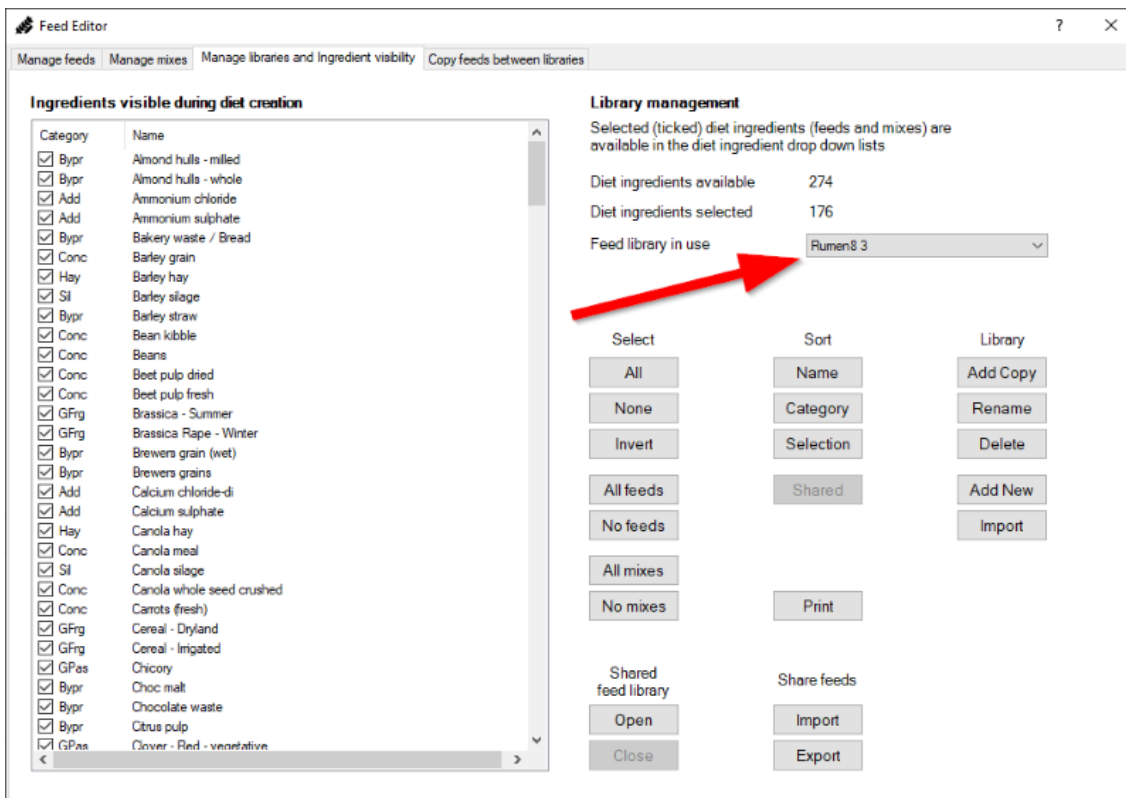 Feed Editor
?
Manage feeds Manage mixes Manage libraries and Ingredient visibility Copy feeds between libraries
Ingredients visible during diet creation
Category Name
Bypr Almond hulls - milled
Bypr Almond hulls - whole
Add Ammonium chloride
Add Ammonium sulphate
Bypr Bakery waste / Bread
Conc Barley grain
Hay Barley hay
Sil Barley silage
Bypr Barley straw
Conc Bean kibble
Conc Beans
Conc Beet pulp dried
Conc Beet pulp fresh
GFrg Brassica - Summer
GFrg Brassica Rape - Winter
Bypr Brewers grain (wet)
Bypr Brewers grains
Add Calcium chloride-di
Add Calcium sulphate
Hay Canola hay
Conc Canola meal
Sil Canola silage
Conc Canola whole seed crushed
Conc Carrots (fresh)
GFrg Cereal - Dryland
GFrg Cereal - Irrigated
GPas Chicory
Bypr Choc malt
Bypr Chocolate waste
Bypr Citrus pulp
GPas Clover - Red - vegetative
Library management
Selected (ticked) diet ingredients (feeds and mixes) are
available in the diet ingredient drop down lists
Diet ingredients available 274
Diet ingredients selected 176
Feed library in use Rumen8 3
Select Sort Library
All Name Add Copy
None Category Rename
Invert Selection Delete
All feeds Shared Add New
No feeds Import
All mixes
No mixes Print
Shared
feed library Share feeds
Open Import
Close Export